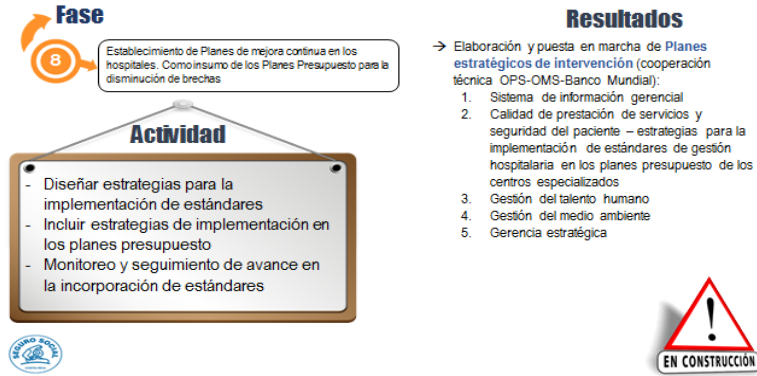 Fase
8
Establecimiento de Planes de mejora continua en los
hospitales. Como insumo de los Planes Presupuesto para la
disminución de brechas
Actividad
- Diseñar estrategias para la
implementación de estándares
- Incluir estrategias de implementación en
los planes presupuesto
- Monitoreo y seguimiento de avance en
la incorporación de estándares
SEGURO SOCIAL
Resultados
→ Elaboración y puesta en marcha de Planes
estratégicos de intervención (cooperación
técnica OPS-OMS-Banco Mundial):
1. Sistema de información gerencial
2. Calidad de prestación de servicios y
seguridad del paciente – estrategias para la
implementación de estándares de gestión
hospitalaria en los planes presupuesto de los
centros especializados
3. Gestión del talento humano
4. Gestión del medio ambiente
5. Gerencia estratégica
!
EN CONSTRUCCIÓN